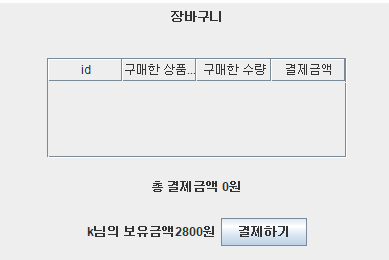 장바구니
id 구매한 상품... 구매한 수량 결제금액
총 결제금액 0원
k님의 보유금액2800원 결제하기